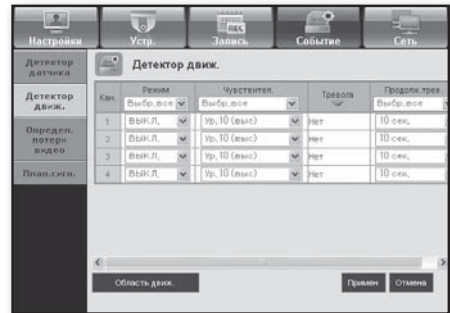 Настройки Устр. Запись Событие Сеть
REC
Детектор датчика
Детектор движ.
Определ. потери видео
План.сигн.
Детектор движ.
Кан. Режим Чувствител. Тревога Продолж.трев.
Выбр,все Выбр,все Выбр,все
1 ВЫКЛ, Ур,10 (выс) Нет 10 сек,
2 ВЫКЛ, Ур,10 (выс) Нет 10 сек,
3 ВЫКЛ, Ур,10 (выс) Нет 10 сек,
4 ВЫКЛ, Ур,10 (выс) Нет 10 сек,
Область движ. Примен Отмена